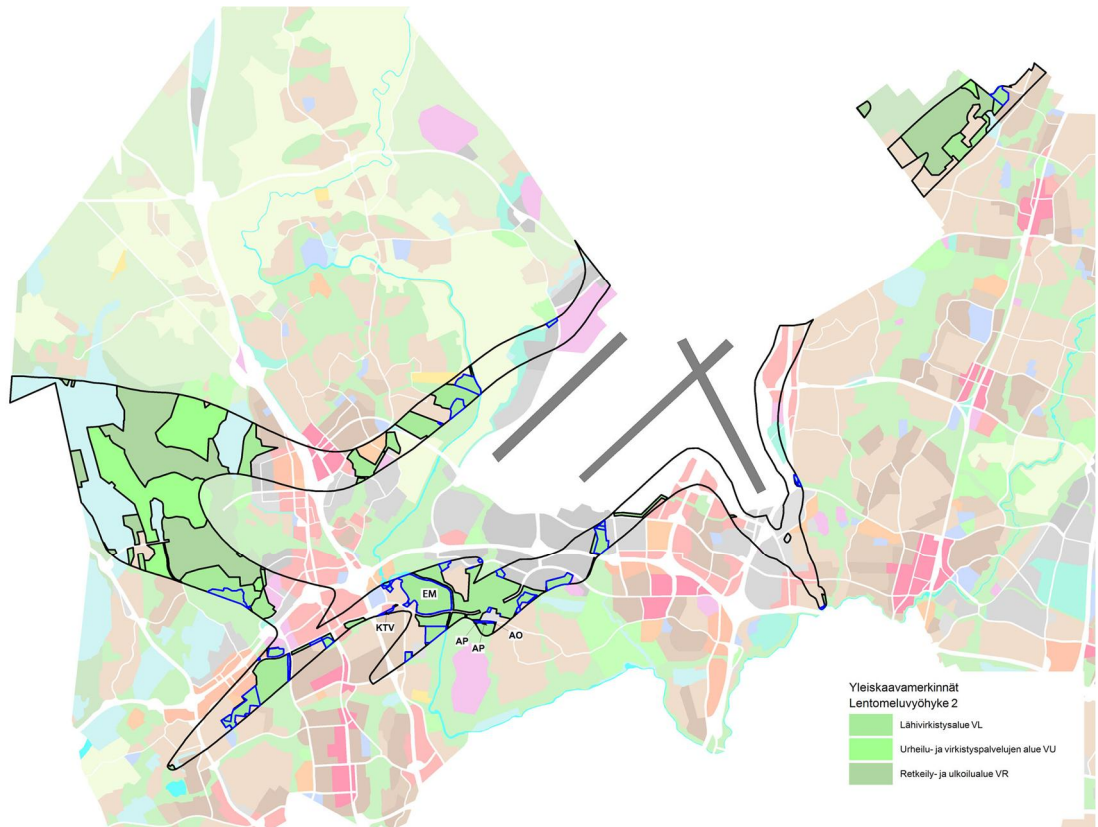 EM
KTV
AP
AP
AO
Yleiskaavamerkinnät
Lentomeluvyöhyke 2
Lähivirkistysalue VL
Urheilu- ja virkistyspalvelujen alue VU
Retkeily- ja ulkoilualue VR